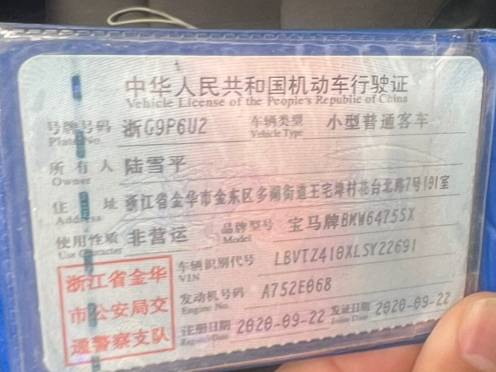 中华人民共和国机动车行驶证
Vehicle License of the People's Republic of China
号牌号码 浙G9P6U2 车辆类型 小型普通客车
Plate No. Vehicle Type
所有人 陆雪平
Owner
住址 浙江省金华市金东区多湖街道王宅埠村花台北路7号191室
Address
使用性质 非营运 品牌型号 宝马牌BMW6475SX
Use Character Model
浙江省金华
市公安局交
通警察支队
车辆识别代号 LBVTZ410XLSY22691
VIN
发动机号码 A752E068
Engine No.
注册日期 2020-09-22 发证日期 2020-09-22
Register Date Issue Date